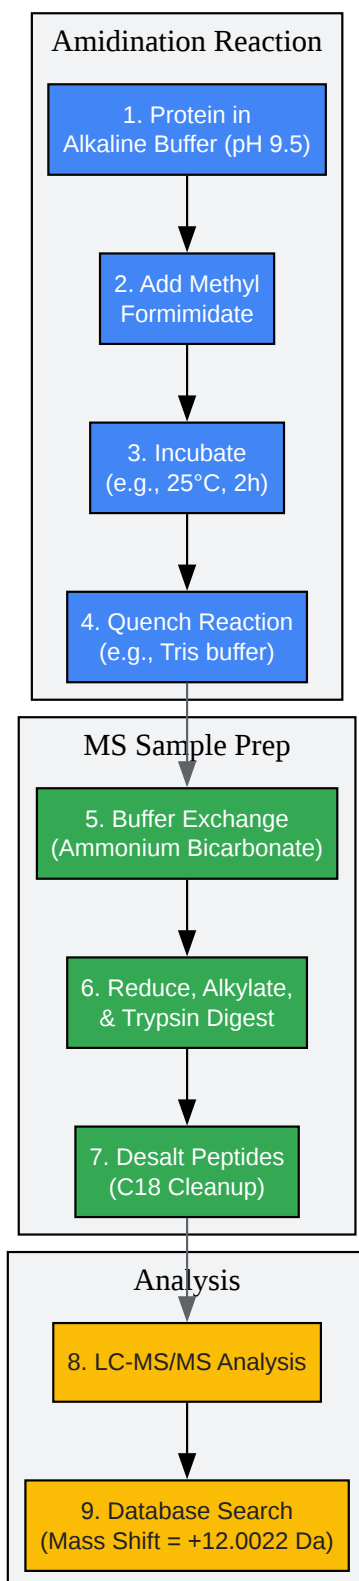 Amidination Reaction
1. Protein in
Alkaline Buffer (pH 9.5)
2. Add Methyl
Formimidate
3. Incubate
(e.g., 25°C, 2h)
4. Quench Reaction
(e.g., Tris buffer)
MS Sample Prep
5. Buffer Exchange
(Ammonium Bicarbonate)
6. Reduce, Alkylate,
& Trypsin Digest
7. Desalt Peptides
(C18 Cleanup)
Analysis
8. LC-MS/MS Analysis
9. Database Search
(Mass Shift = +12.0022 Da)